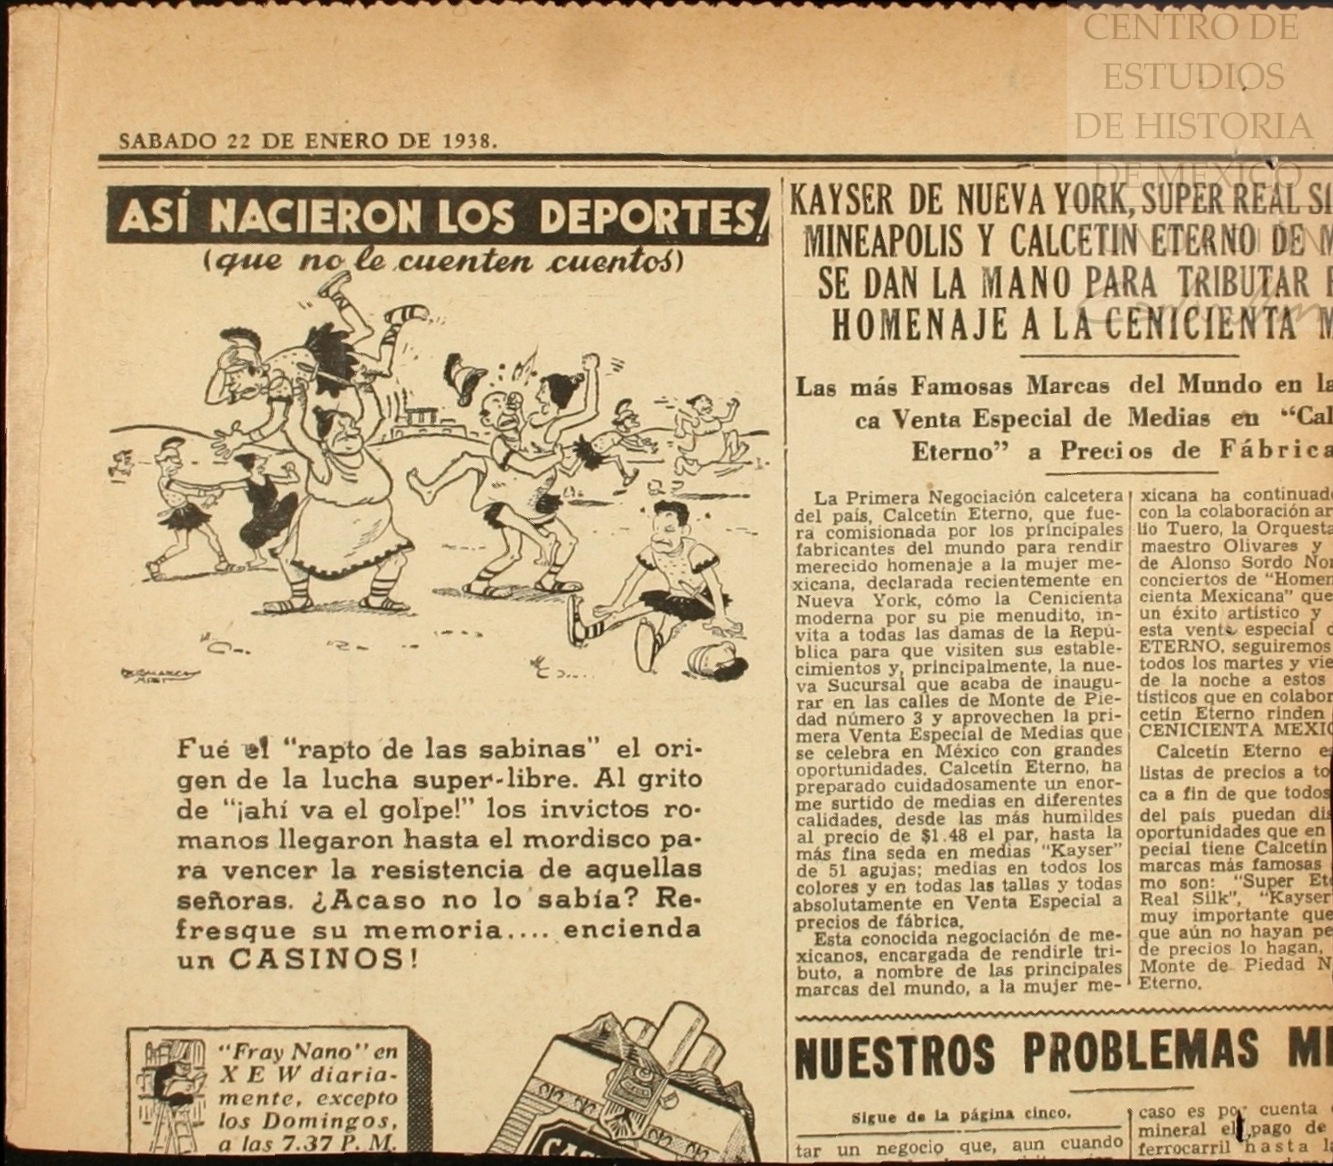 CENTRO DE
ESTUDIOS
DE HISTORIA
DE MEXICO
SABADO 22 DE ENERO DE 1938.
ASÍ NACIERON LOS DEPORTES!
(que no le cuenten cuentos)
Fué el "rapto de las sabinas" el ori-
gen de la lucha super-libre. Al grito
de "¡ahí va el golpe!" los invictos ro-
manos llegaron hasta el mordisco pa-
ra vencer la resistencia de aquellas
señoras. ¿Acaso no lo sabía? Re-
fresque su memoria.... encienda
un CASINOS!
"Fray Nano" en
X E W diaria-
mente, excepto
los Domingos,
a las 7.37 P. M.
KAYSER DE NUEVA YORK, SUPER REAL SI
MINEAPOLIS Y CALCETIN ETERNO DE M
SE DAN LA MANO PARA TRIBUTAR
HOMENAJE A LA CENICIENTA M
Las más Famosas Marcas del Mundo en la
ca Venta Especial de Medias en "Cal
Eterno" a Precios de Fábrica
La Primera Negociación calcetera
del país, Calcetín Eterno, que fue-
ra comisionada por los principales
fabricantes del mundo para rendir
merecido homenaje a la mujer me-
xicana, declarada recientemente en
Nueva York, cómo la Cenicienta
moderna por su pie menudito, in-
vita a todas las damas de la Repú-
blica para que visiten sus estable-
cimientos y, principalmente, la nue-
va Sucursal que acaba de inaugu-
rar en las calles de Monte de Pie-
dad número 3 y aprovechen la pri-
mera Venta Especial de Medias que
se celebra en México con grandes
oportunidades. Calcetín Eterno, ha
preparado cuidadosamente un enor-
me surtido de medias en diferentes
calidades, desde las más humildes
al precio de $1.48 el par, hasta la
más fina seda en medias "Kayser"
de 51 agujas; medias en todos los
colores y en todas las tallas y todas
absolutamente en Venta Especial a
precios de fábrica.
Esta conocida negociación de me-
xicanos, encargada de rendirle tri-
buto, a nombre de las principales
marcas del mundo, a la mujer me-
xicana ha continuad
con la colaboración ar
lio Tuero, la Orquesta
maestro Olivares y
de Alonso Sordo No
conciertos de "Homen
cienta Mexicana" que
un éxito artístico y
esta venta especial
ETERNO, seguiremos
todos los martes y vie
de la noche a estos
tísticos que en colabor
cetín Eterno rinden
CENICIENTA MEXIC
Calcetín Eterno
listas de precios a to
ca a fin de que todos
del país puedan di
oportunidades que en
pecial tiene Calcetín
marcas más famosas
mo son: "Super Ete
Real Silk", "Kayser
muy importante que
que aún no hayan pe
de precios lo hagan,
Monte de Piedad N
Eterno.
NUESTROS PROBLEMAS MI
Sigue de la página cinco.
tar un negocio que, aun cuando
caso es por cuenta
mineral el pago de
ferrocarril hasta la